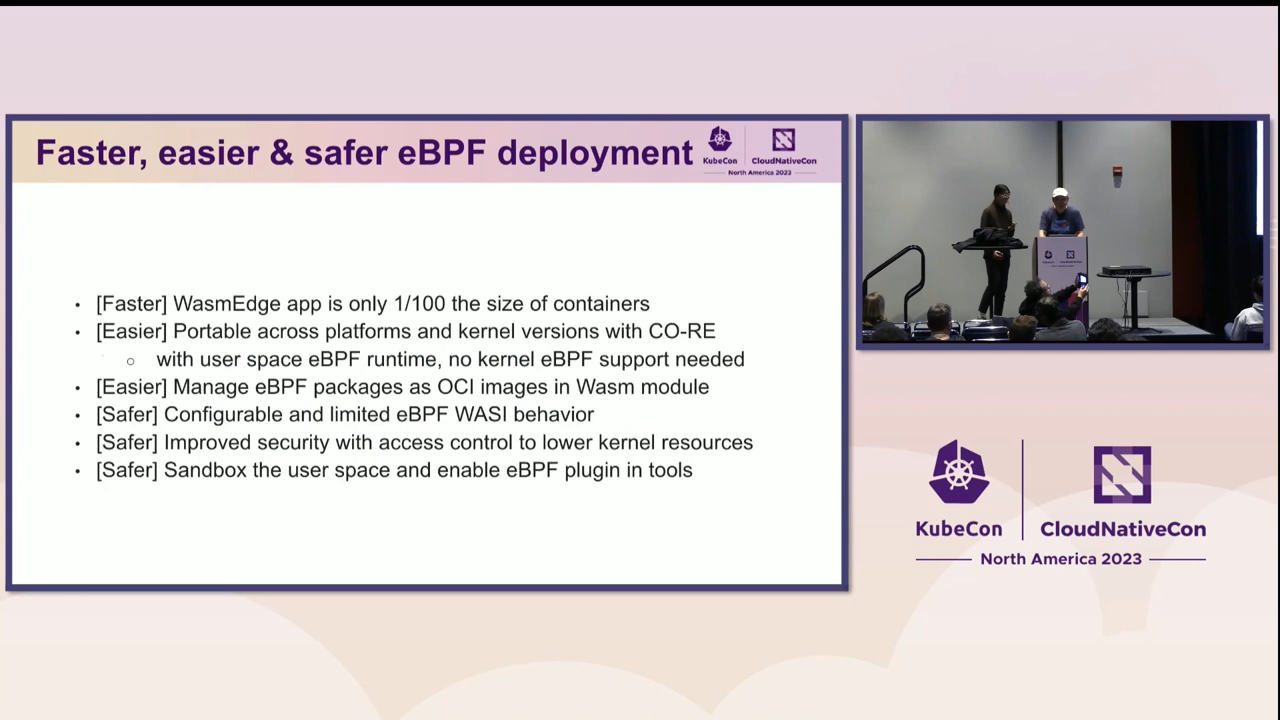 Faster, easier & safer eBPF deployment
KubeCon
CloudNativeCon
North America 2023
• [Faster] WasmEdge app is only 1/100 the size of containers
• [Easier] Portable across platforms and kernel versions with CO-RE
○ with user space eBPF runtime, no kernel eBPF support needed
• [Easier] Manage eBPF packages as OCI images in Wasm module
• [Safer] Configurable and limited eBPF WASI behavior
• [Safer] Improved security with access control to lower kernel resources
• [Safer] Sandbox the user space and enable eBPF plugin in tools
KubeCon
CloudNativeCon
North America 2023